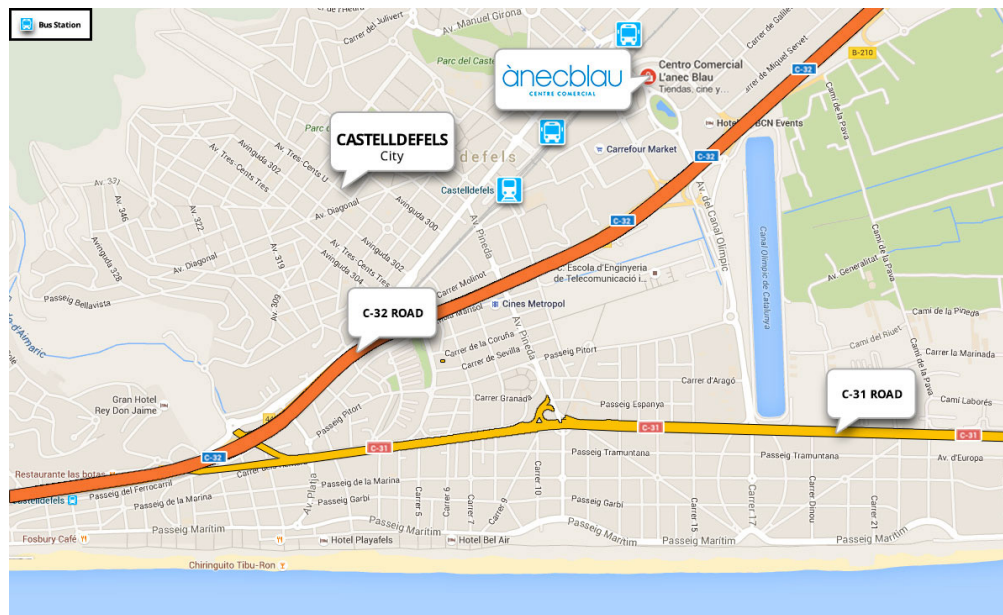 Bus Station
Carrer del Julivert
Av. Manuel Girona
Carrer de Miquel Servet
B-210
C-32
Parc del Cas
ànecblau
CENTRE COMERCIAL
Centro Comercial
L'anec Blau
Tiendas, cine y…
Camí de la Pava
BCN Events
CASTELLDEFELS
City
Carrefour Market
C-32
Castelldefels
Av. Tres-Cents Tres
Avinguda 302
Av. Tres-Cents U
Av. Diagonal
Avinguda 300
Av. 346
Av. 322
Av. 319
Av. Diagonal
Avinguda 328
Av. Tres-Cents Tres
Avinguda 302
Avinguda 304
Av. Pineda
C-32
Av. del Canal Olímpic
Canal Olímpic de Catalunya
Camí de la Pava
Av. Generalitat
Passeig Bellavista
Av. 309
Carrer Molinot
C. Escola d'Enginyeria
de Telecomunicació i…
Cines Metropol
C-32 ROAD
Av. Pineda
Carrer de la Coruña
Carrer de Sevilla
Passeig Pitort
Camí de la Pineda
Camí del Riuet
Carrer la Marinada
Camí de la Pava
Gran Hotel
Rey Don Jaime
Passeig Pitort
Carrer Granada
Passeig Espanya
Carrer d'Aragó
C-31 ROAD
Camí Laborés
C-31
C-31
C-31
C-32
Restaurante las botas
Passeig Tramuntana
Passeig Tramuntana
Av. d'Europa
Passeig del Ferrocarril
Av. Platja
Passeig de la Marina
Passeig de la Marina
Passeig Garbí
Passeig Garbí
Carrer 6
Carrer 7
Carrer 9
Carrer 10
Carrer 15
Carrer 17
Carrer Dinou
Carrer 21
Passeig Marítim
Passeig Marítim
Passeig Marítim
Fosbury Café
Hotel Playafels
Hotel Bel Air
Chiringuito Tibu-Ron